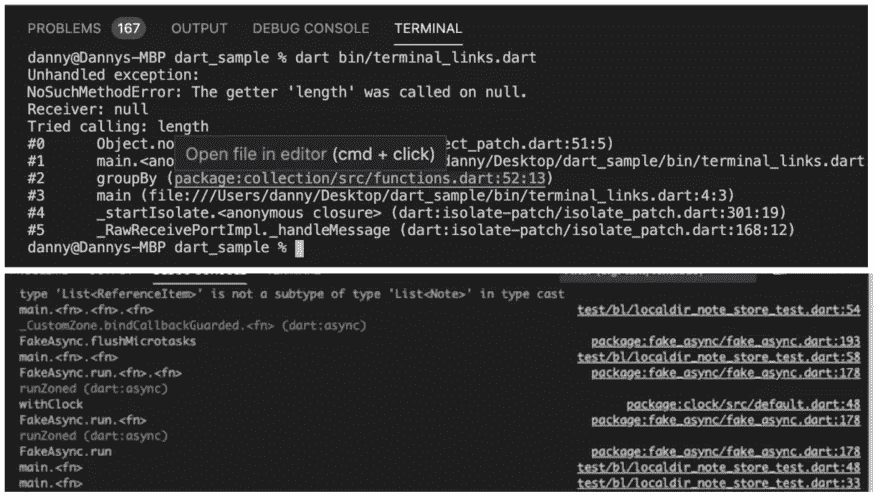 PROBLEMS 167 OUTPUT DEBUG CONSOLE TERMINAL
danny@Dannys-MBP dart_sample % dart bin/terminal_links.dart
Unhandled exception:
NoSuchMethodError: The getter 'length' was called on null.
Receiver: null
Tried calling: length
#0 Object.no ect_patch.dart:51:5)
Open file in editor (cmd + click)
#1 main.<ano danny/Desktop/dart_sample/bin/terminal_links.dart
#2 groupBy (package:collection/src/functions.dart:52:13)
#3 main (file:///Users/danny/Desktop/dart_sample/bin/terminal_links.dart:4:3)
#4 _startIsolate.<anonymous closure> (dart:isolate-patch/isolate_patch.dart:301:19)
#5 _RawReceivePortImpl._handleMessage (dart:isolate-patch/isolate_patch.dart:168:12)
danny@Dannys-MBP dart_sample %
type 'List<ReferenceItem>' is not a subtype of type 'List<Note>' in type cast
main.<fn>.<fn>.<fn> test/bl/localdir_note_store_test.dart:54
_CustomZone.bindCallbackGuarded.<fn> (dart:async)
FakeAsync.flushMicrotasks package:fake_async/fake_async.dart:193
main.<fn>.<fn> test/bl/localdir_note_store_test.dart:58
FakeAsync.run.<fn>.<fn> package:fake_async/fake_async.dart:178
runZoned (dart:async)
withClock package:clock/src/default.dart:48
FakeAsync.run.<fn> package:fake_async/fake_async.dart:178
runZoned (dart:async)
FakeAsync.run package:fake_async/fake_async.dart:178
main.<fn> test/bl/localdir_note_store_test.dart:48
main.<fn> test/bl/localdir_note_store_test.dart:33